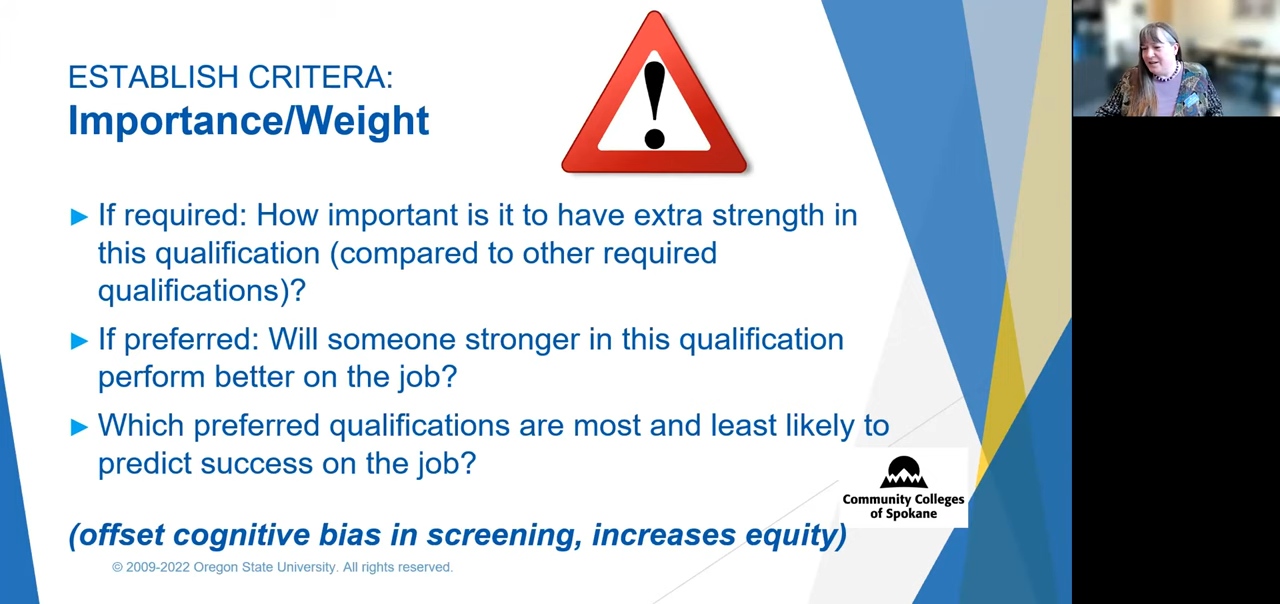 ESTABLISH CRITERA:
Importance/Weight
► If required: How important is it to have extra strength in
this qualification (compared to other required
qualifications)?
► If preferred: Will someone stronger in this qualification
perform better on the job?
► Which preferred qualifications are most and least likely to
predict success on the job?
Community Colleges
of Spokane
(offset cognitive bias in screening, increases equity)
© 2009-2022 Oregon State University. All rights reserved.